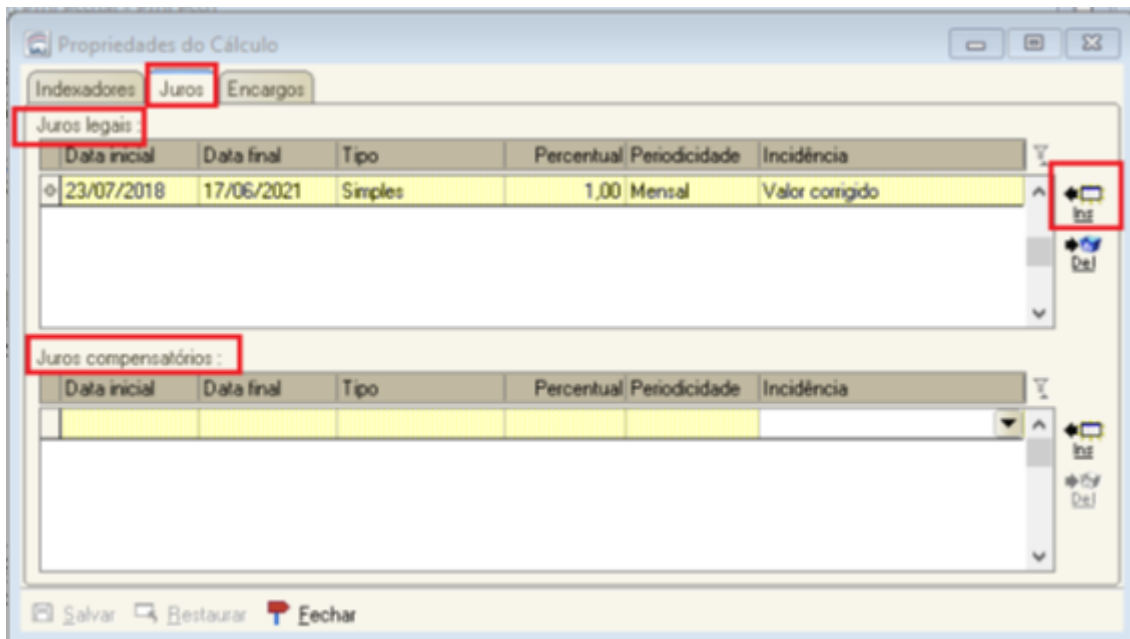 Propriedades do Cálculo
Indexadores Juros Encargos
Juros legais :
Data inicial Data final Tipo Percentual Periodicidade Incidência
23/07/2018 17/06/2021 Simples 1,00 Mensal Valor corrigido
Ins
Del
Juros compensatórios :
Data inicial Data final Tipo Percentual Periodicidade Incidência
Ins
Del
Salvar Restaurar Fechar